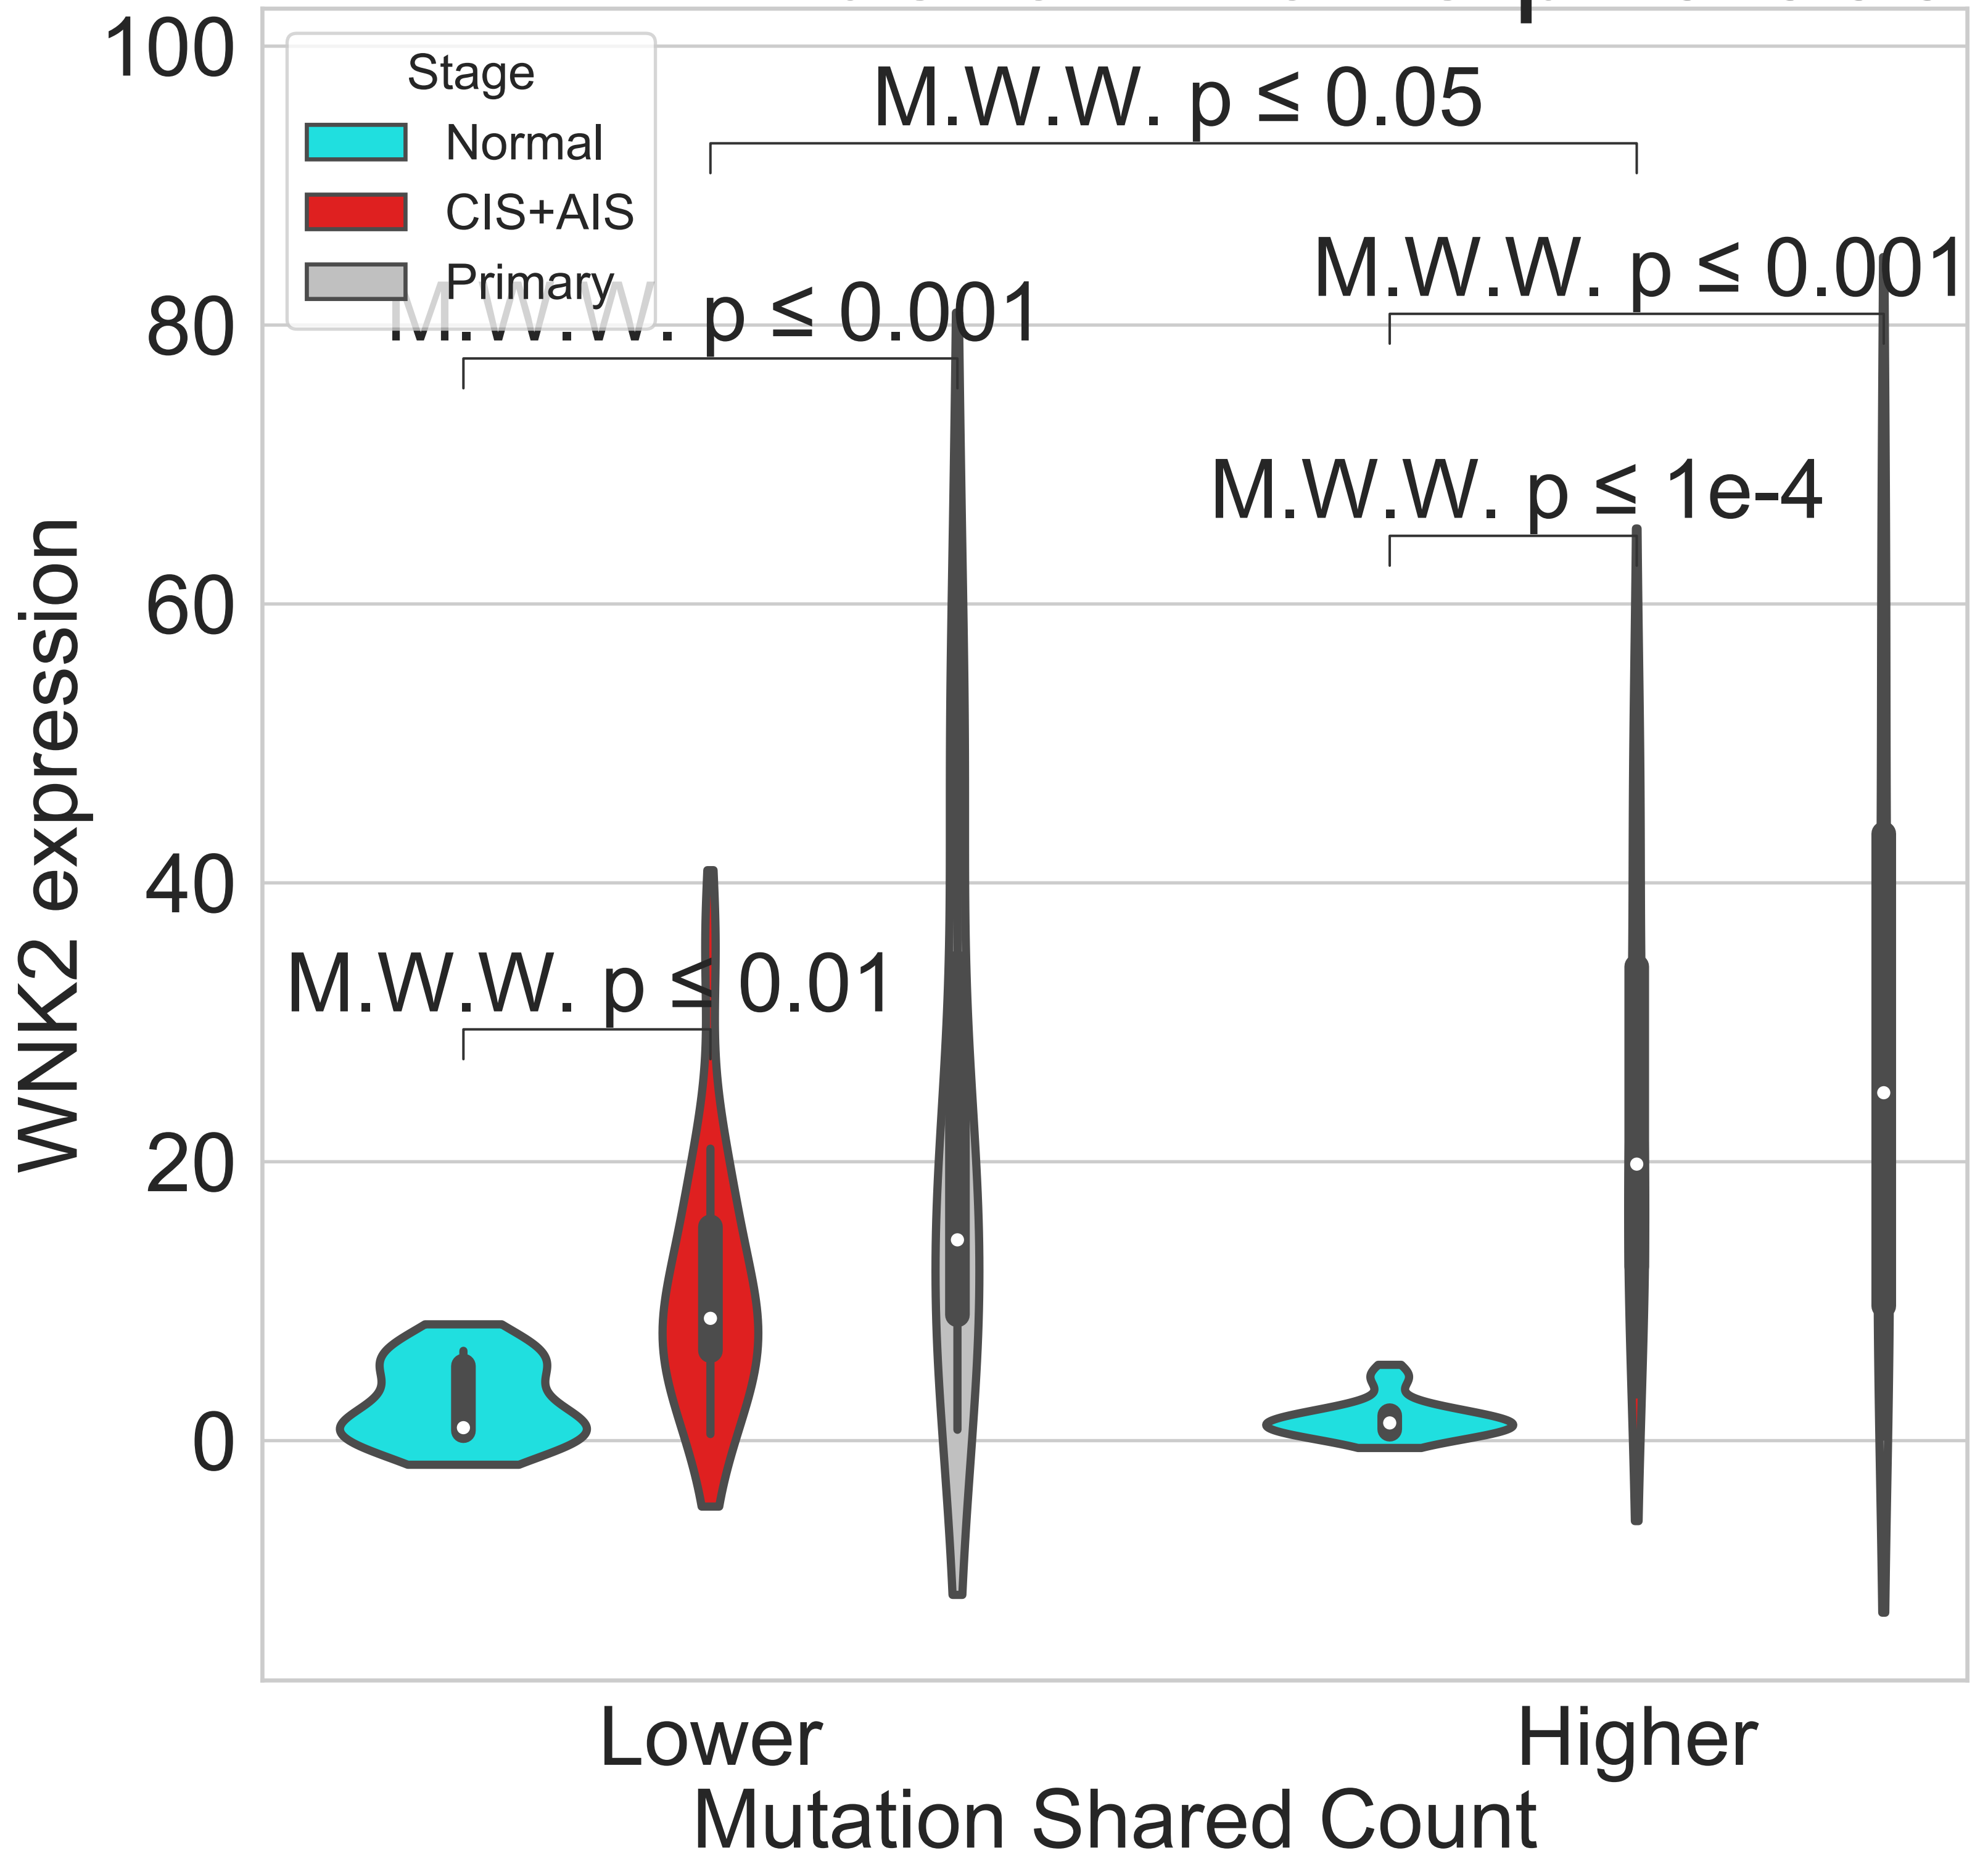 100
80
60
40
20
0
WNK2 expression
Stage
Normal
CIS+AIS
Primary
M.W.W. p ≤ 0.05
M.W.W. p ≤ 0.001
M.W.W. p ≤ 0.001
M.W.W. p ≤ 1e-4
M.W.W. p ≤ 0.01
Lower
Higher
Mutation Shared Count